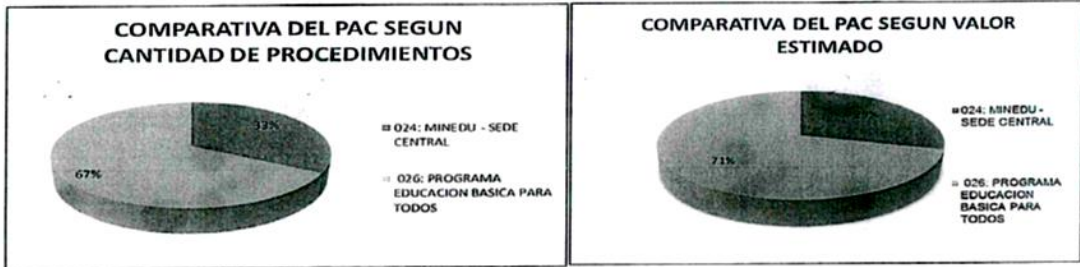 COMPARATIVA DEL PAC SEGUN
CANTIDAD DE PROCEDIMIENTOS
33%
67%
024: MINEDU - SEDE
CENTRAL
026: PROGRAMA
EDUCACION BASICA PARA
TODOS
COMPARATIVA DEL PAC SEGUN VALOR
ESTIMADO
71%
024: MINEDU -
SEDE CENTRAL
026: PROGRAMA
EDUCACION
BASICA PARA
TODOS